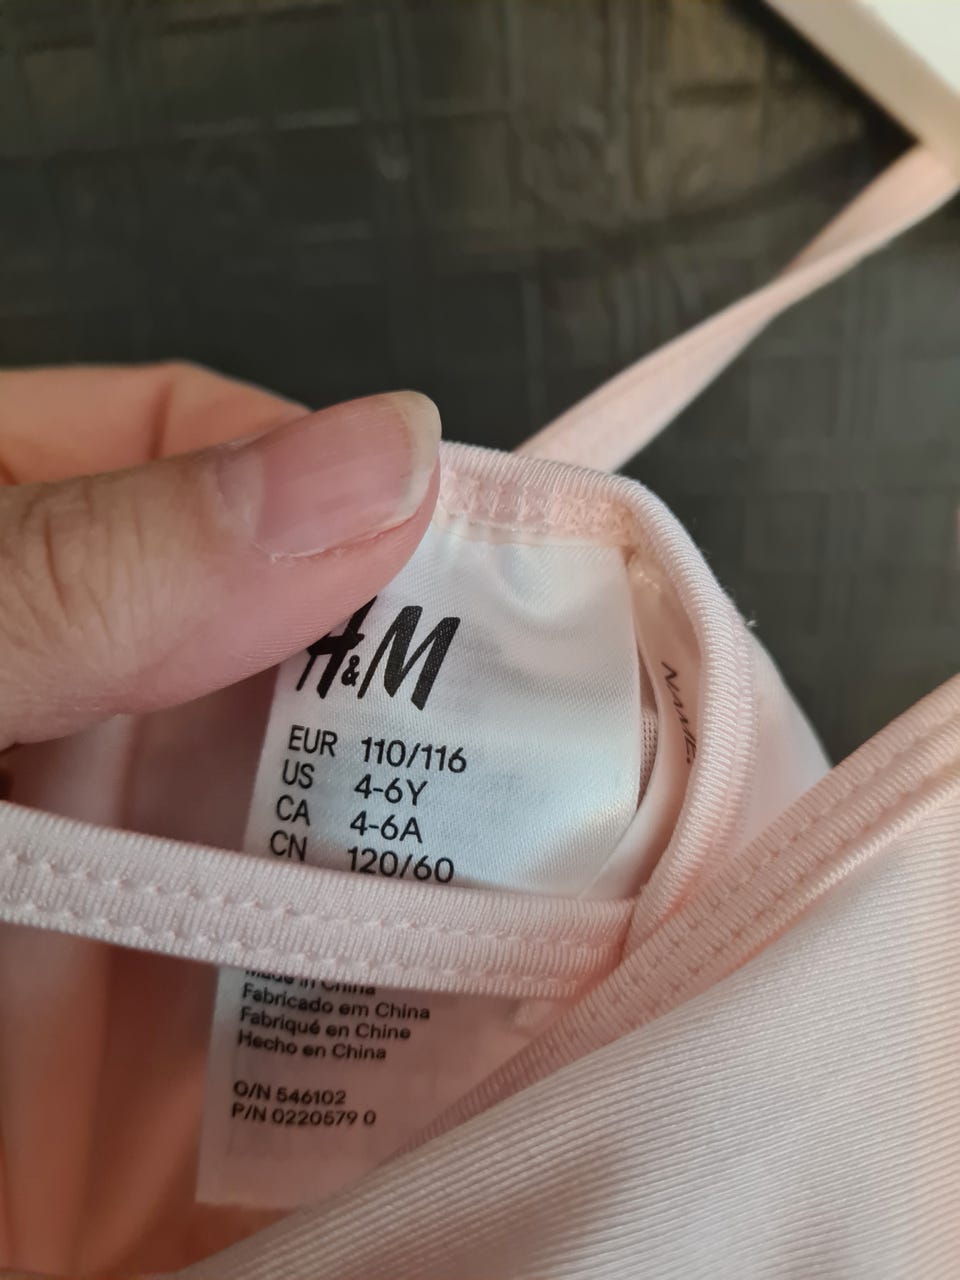 H&M
EUR 110/116
US 4-6Y
CA 4-6A
CN 120/60
Made in China
Fabricado em China
Fabriqué en Chine
Hecho en China
O/N 546102
P/N 0220579 0